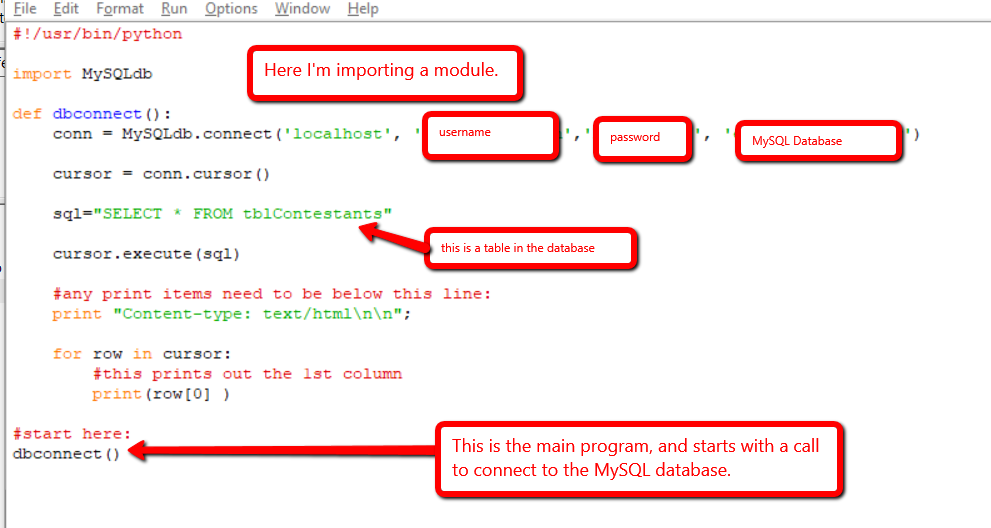 File Edit Format Run Options Window Help
#!/usr/bin/python
Here I'm importing a module.
import MySQLdb
def dbconnect():
conn = MySQLdb.connect('localhost', ' username ',' password ', ' MySQL Database ')
cursor = conn.cursor()
sql="SELECT * FROM tblContestants"
this is a table in the database
cursor.execute(sql)
#any print items need to be below this line:
print "Content-type: text/html\n\n";
for row in cursor:
#this prints out the 1st column
print(row[0] )
#start here:
dbconnect()
This is the main program, and starts with a call
to connect to the MySQL database.